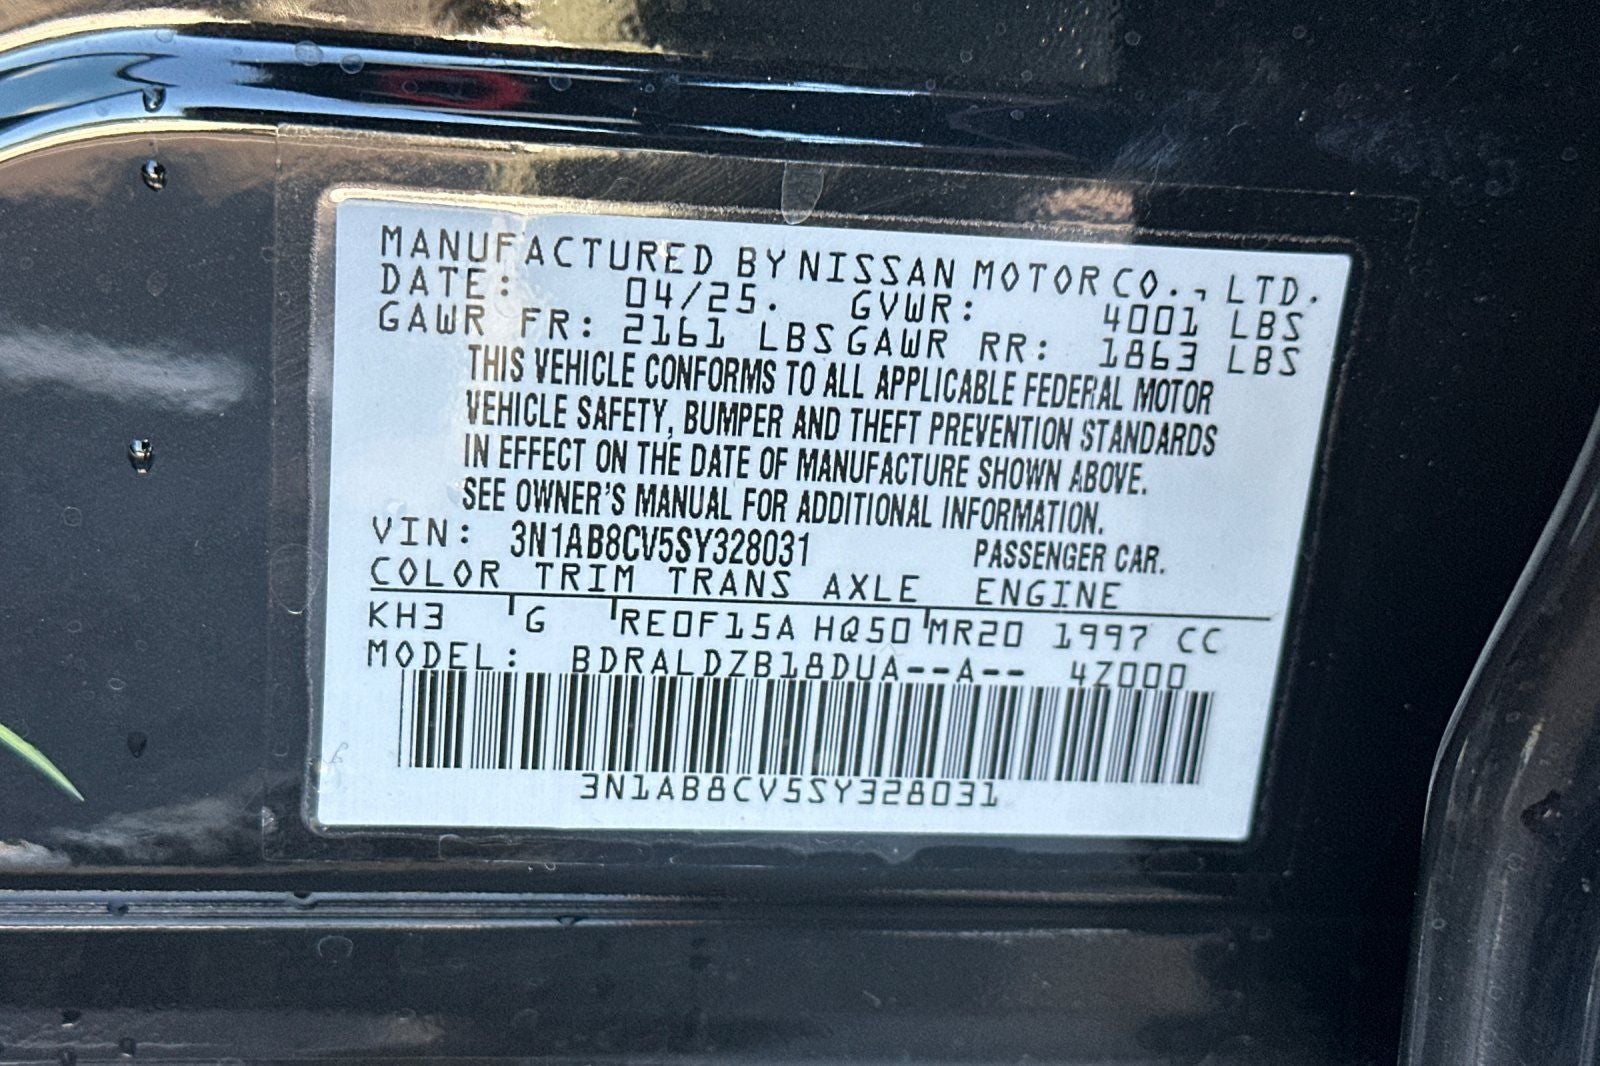 MANUFACTURED BY NISSAN MOTOR CO., LTD.
DATE: 04/25. GVWR: 4001 LBS
GAWR FR: 2161 LBS GAWR RR: 1863 LBS
THIS VEHICLE CONFORMS TO ALL APPLICABLE FEDERAL MOTOR
VEHICLE SAFETY, BUMPER AND THEFT PREVENTION STANDARDS
IN EFFECT ON THE DATE OF MANUFACTURE SHOWN ABOVE.
SEE OWNER'S MANUAL FOR ADDITIONAL INFORMATION.
VIN: 3N1AB8CV5SY328031 PASSENGER CAR.
COLOR TRIM TRANS AXLE ENGINE
KH3 G RE0F15A HQ50 MR20 1997 CC
MODEL: BDRALDZB18DUA--A-- 4Z000
3N1AB8CV5SY328031